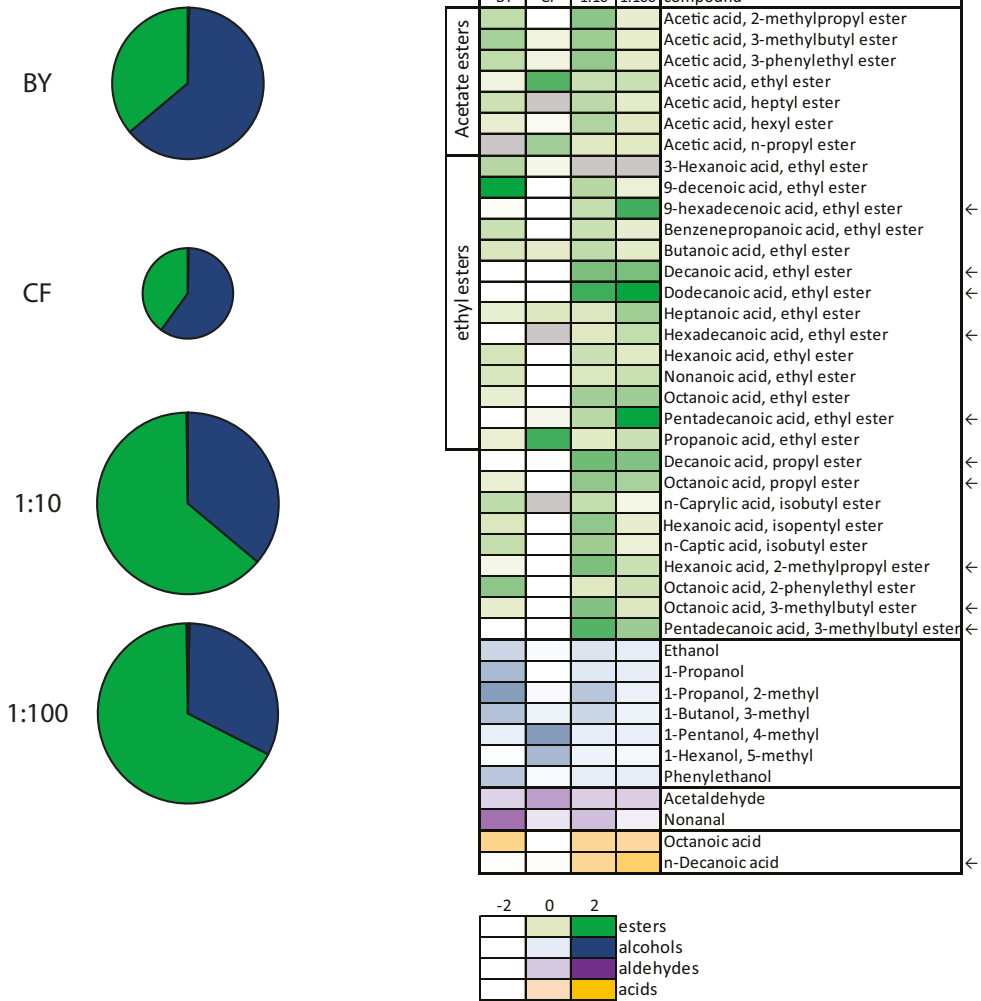 BY
CF
1:10
1:100
BY CF 1:10 1:100 compound
Acetate esters
Acetic acid, 2-methylpropyl ester
Acetic acid, 3-methylbutyl ester
Acetic acid, 3-phenylethyl ester
Acetic acid, ethyl ester
Acetic acid, heptyl ester
Acetic acid, hexyl ester
Acetic acid, n-propyl ester
ethyl esters
3-Hexanoic acid, ethyl ester
9-decenoic acid, ethyl ester
9-hexadecenoic acid, ethyl ester ←
Benzenepropanoic acid, ethyl ester
Butanoic acid, ethyl ester
Decanoic acid, ethyl ester ←
Dodecanoic acid, ethyl ester ←
Heptanoic acid, ethyl ester
Hexadecanoic acid, ethyl ester ←
Hexanoic acid, ethyl ester
Nonanoic acid, ethyl ester
Octanoic acid, ethyl ester
Pentadecanoic acid, ethyl ester ←
Propanoic acid, ethyl ester
Decanoic acid, propyl ester ←
Octanoic acid, propyl ester ←
n-Caprylic acid, isobutyl ester
Hexanoic acid, isopentyl ester
n-Captic acid, isobutyl ester
Hexanoic acid, 2-methylpropyl ester ←
Octanoic acid, 2-phenylethyl ester
Octanoic acid, 3-methylbutyl ester ←
Pentadecanoic acid, 3-methylbutyl ester ←
Ethanol
1-Propanol
1-Propanol, 2-methyl
1-Butanol, 3-methyl
1-Pentanol, 4-methyl
1-Hexanol, 5-methyl
Phenylethanol
Acetaldehyde
Nonanal
Octanoic acid
n-Decanoic acid ←
-2 0 2
esters
alcohols
aldehydes
acids